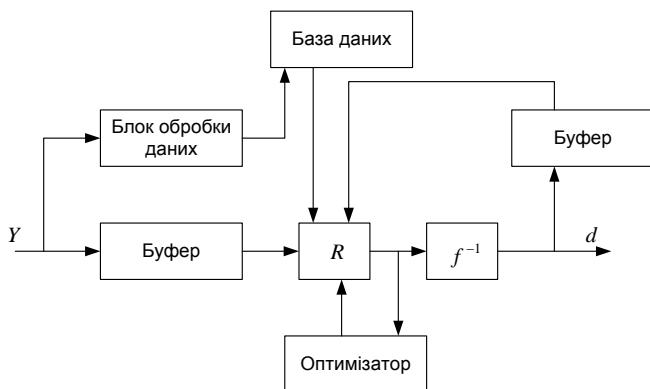 База даних
Блок обробки
даних
Буфер
Y
Буфер
R
f⁻¹
d
Оптимізатор